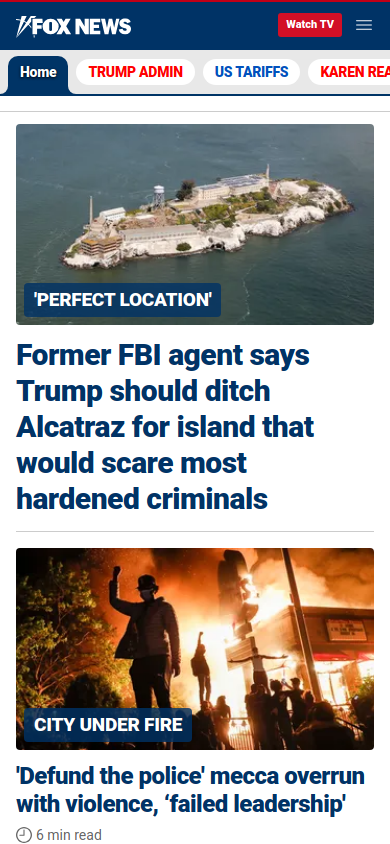 FOX NEWS
Watch TV
Home
TRUMP ADMIN
US TARIFFS
KAREN REA
'PERFECT LOCATION'
Former FBI agent says
Trump should ditch
Alcatraz for island that
would scare most
hardened criminals
CITY UNDER FIRE
'Defund the police' mecca overrun
with violence, ‘failed leadership'
6 min read